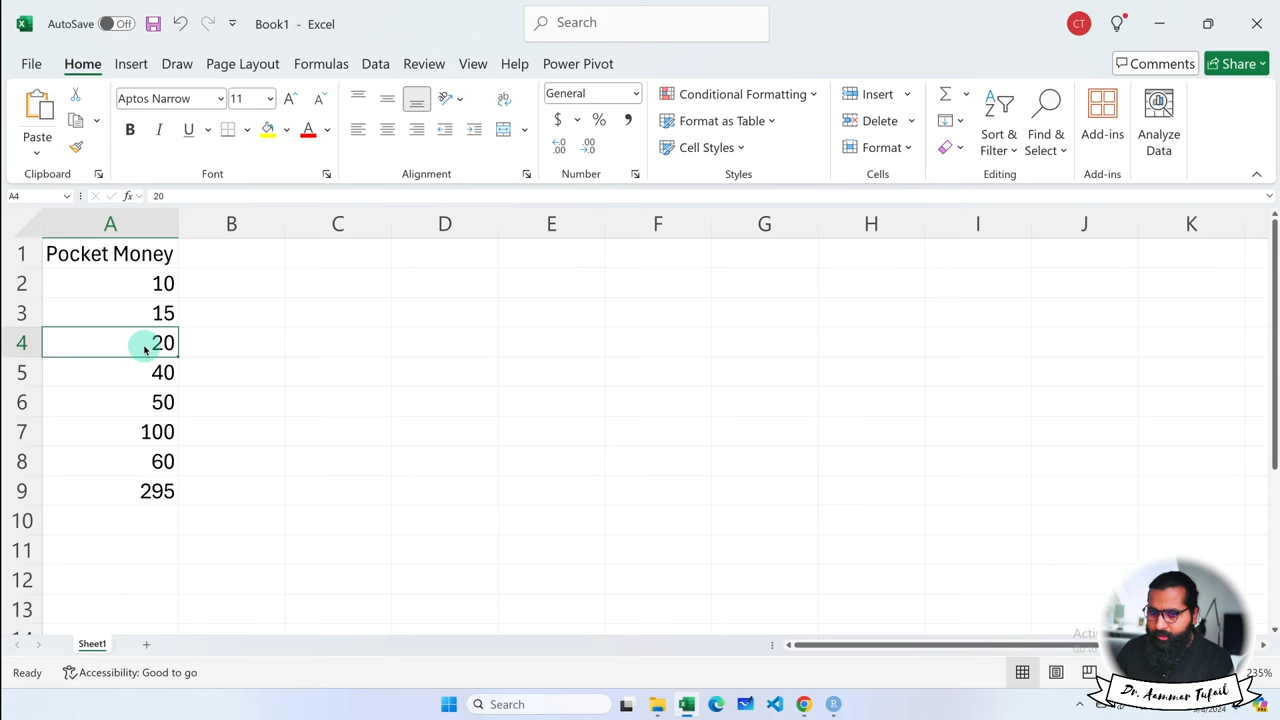 AutoSave Off Book1 - Excel Search CT
File Home Insert Draw Page Layout Formulas Data Review View Help Power Pivot Comments Share
Paste Aptos Narrow 11 General Conditional Formatting Insert Sort & Find & Add-ins Analyze
B I U $ % Format as Table Delete Filter Select Data
Cell Styles Format
Clipboard Font Alignment Number Styles Cells Editing Add-ins
A4 fx 20
A B C D E F G H I J K
1 Pocket Money
2 10
3 15
4 20
5 40
6 50
7 100
8 60
9 295
10
11
12
13
Sheet1
Ready Accessibility: Good to go 235%
Dr. Aammar Tufail
Search